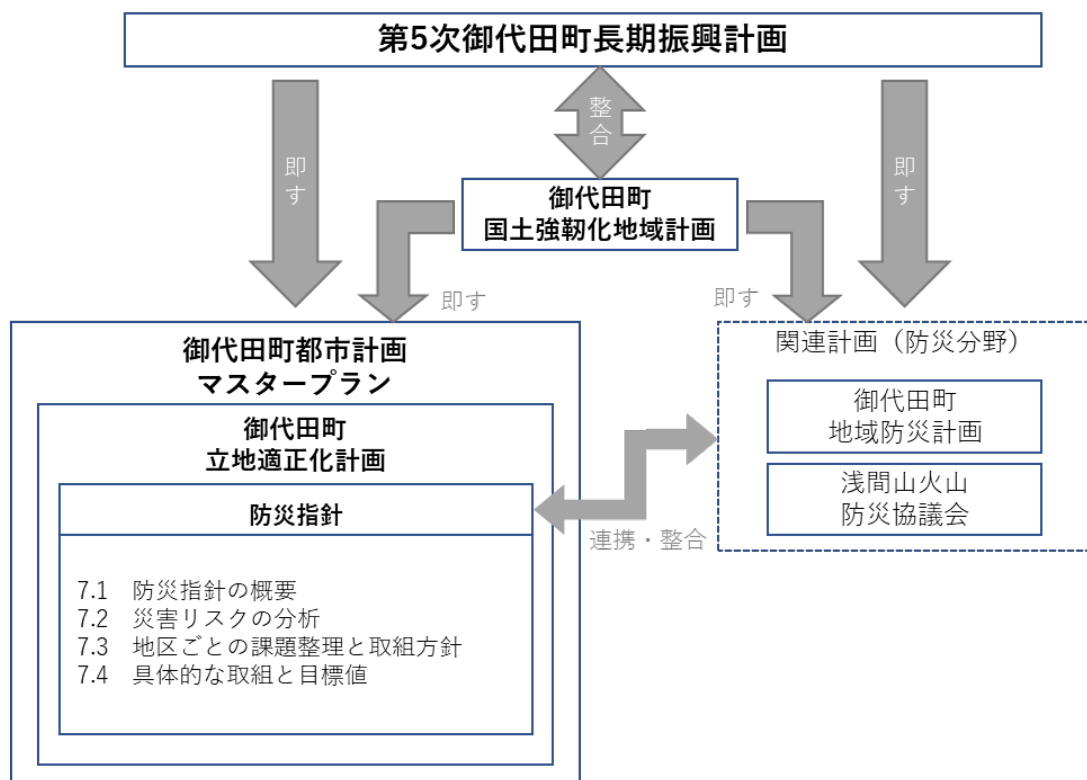 第5次御代田町長期振興計画
即す
整合
即す
御代田町
国土強靭化地域計画
即す
即す
御代田町都市計画
マスタープラン
御代田町
立地適正化計画
防災指針
7.1 防災指針の概要
7.2 災害リスクの分析
7.3 地区ごとの課題整理と取組方針
7.4 具体的な取組と目標値
連携・整合
関連計画（防災分野）
御代田町
地域防災計画
浅間山火山
防災協議会